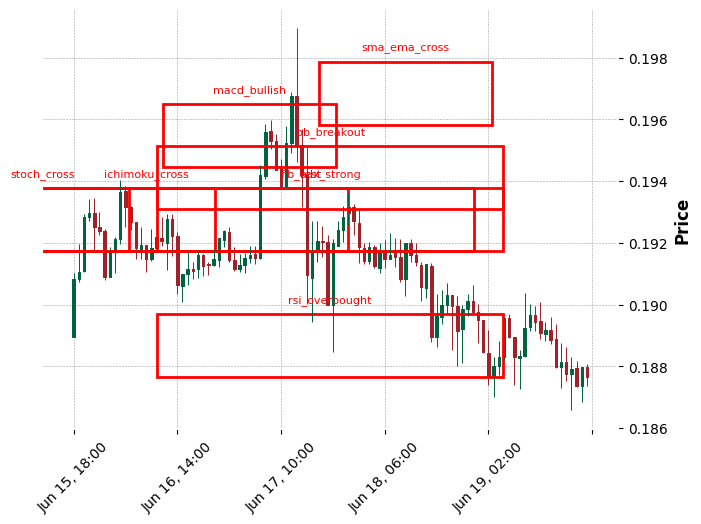 sma_ema_cross
0.198
macd_bullish
0.196
bb_breakout
0.194
stoch_cross
ichimoku_cross
strong
0.192
Price
rsi_overbought
0.190
0.188
0.186
Jun 15, 18:00
Jun 16, 14:00
Jun 17, 10:00
Jun 18, 06:00
Jun 19, 02:00